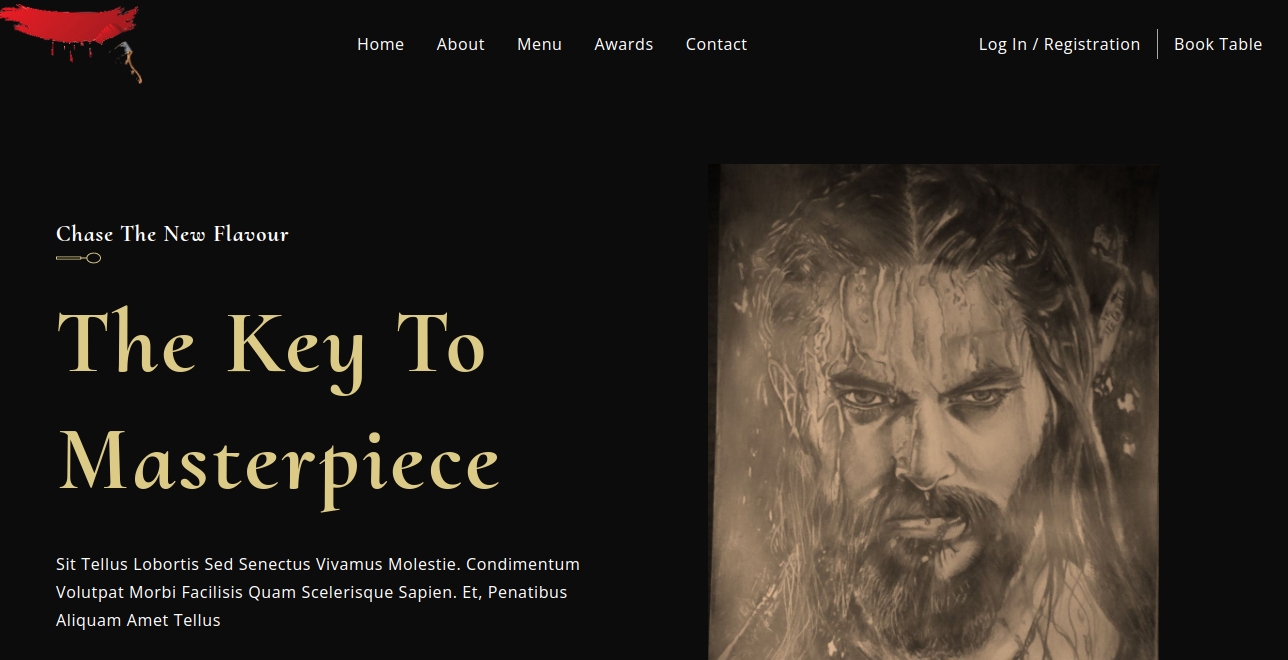 Home About Menu Awards Contact Log In / Registration Book Table
Chase The New Flavour
The Key To
Masterpiece
Sit Tellus Lobortis Sed Senectus Vivamus Molestie. Condimentum
Volutpat Morbi Facilisis Quam Scelerisque Sapien. Et, Penatibus
Aliquam Amet Tellus